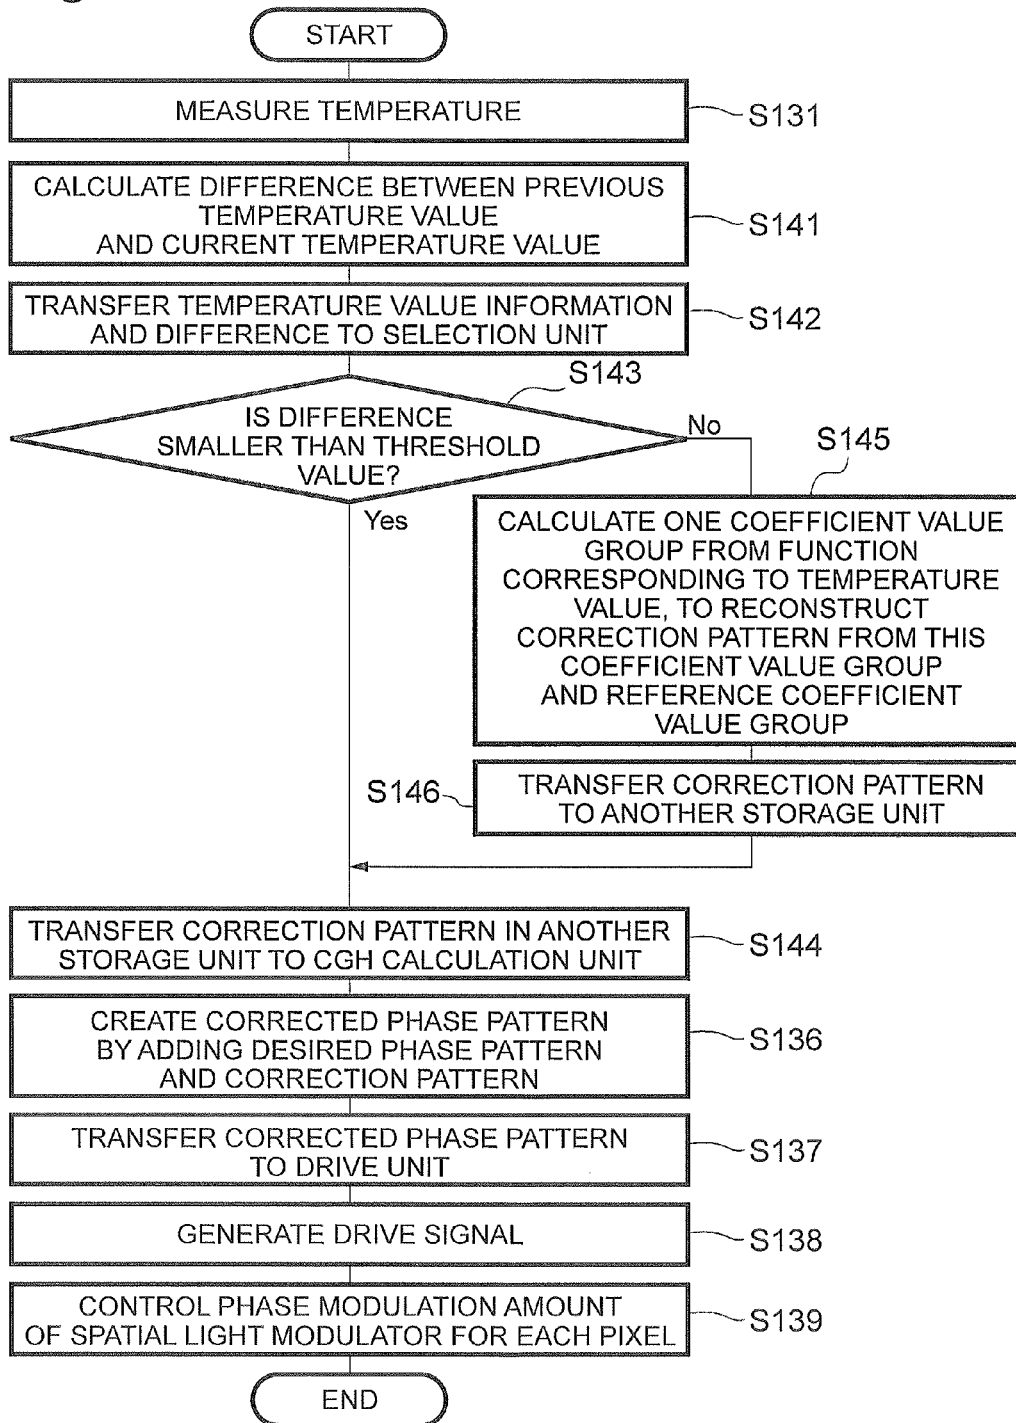 START
MEASURE TEMPERATURE
S131
CALCULATE DIFFERENCE BETWEEN PREVIOUS
TEMPERATURE VALUE
AND CURRENT TEMPERATURE VALUE
S141
TRANSFER TEMPERATURE VALUE INFORMATION
AND DIFFERENCE TO SELECTION UNIT
S142
S143
IS DIFFERENCE
SMALLER THAN THRESHOLD
VALUE?
No
Yes
S145
CALCULATE ONE COEFFICIENT VALUE
GROUP FROM FUNCTION
CORRESPONDING TO TEMPERATURE
VALUE, TO RECONSTRUCT
CORRECTION PATTERN FROM THIS
COEFFICIENT VALUE GROUP
AND REFERENCE COEFFICIENT
VALUE GROUP
S146
TRANSFER CORRECTION PATTERN
TO ANOTHER STORAGE UNIT
TRANSFER CORRECTION PATTERN IN ANOTHER
STORAGE UNIT TO CGH CALCULATION UNIT
S144
CREATE CORRECTED PHASE PATTERN
BY ADDING DESIRED PHASE PATTERN
AND CORRECTION PATTERN
S136
TRANSFER CORRECTED PHASE PATTERN
TO DRIVE UNIT
S137
GENERATE DRIVE SIGNAL
S138
CONTROL PHASE MODULATION AMOUNT
OF SPATIAL LIGHT MODULATOR FOR EACH PIXEL
S139
END